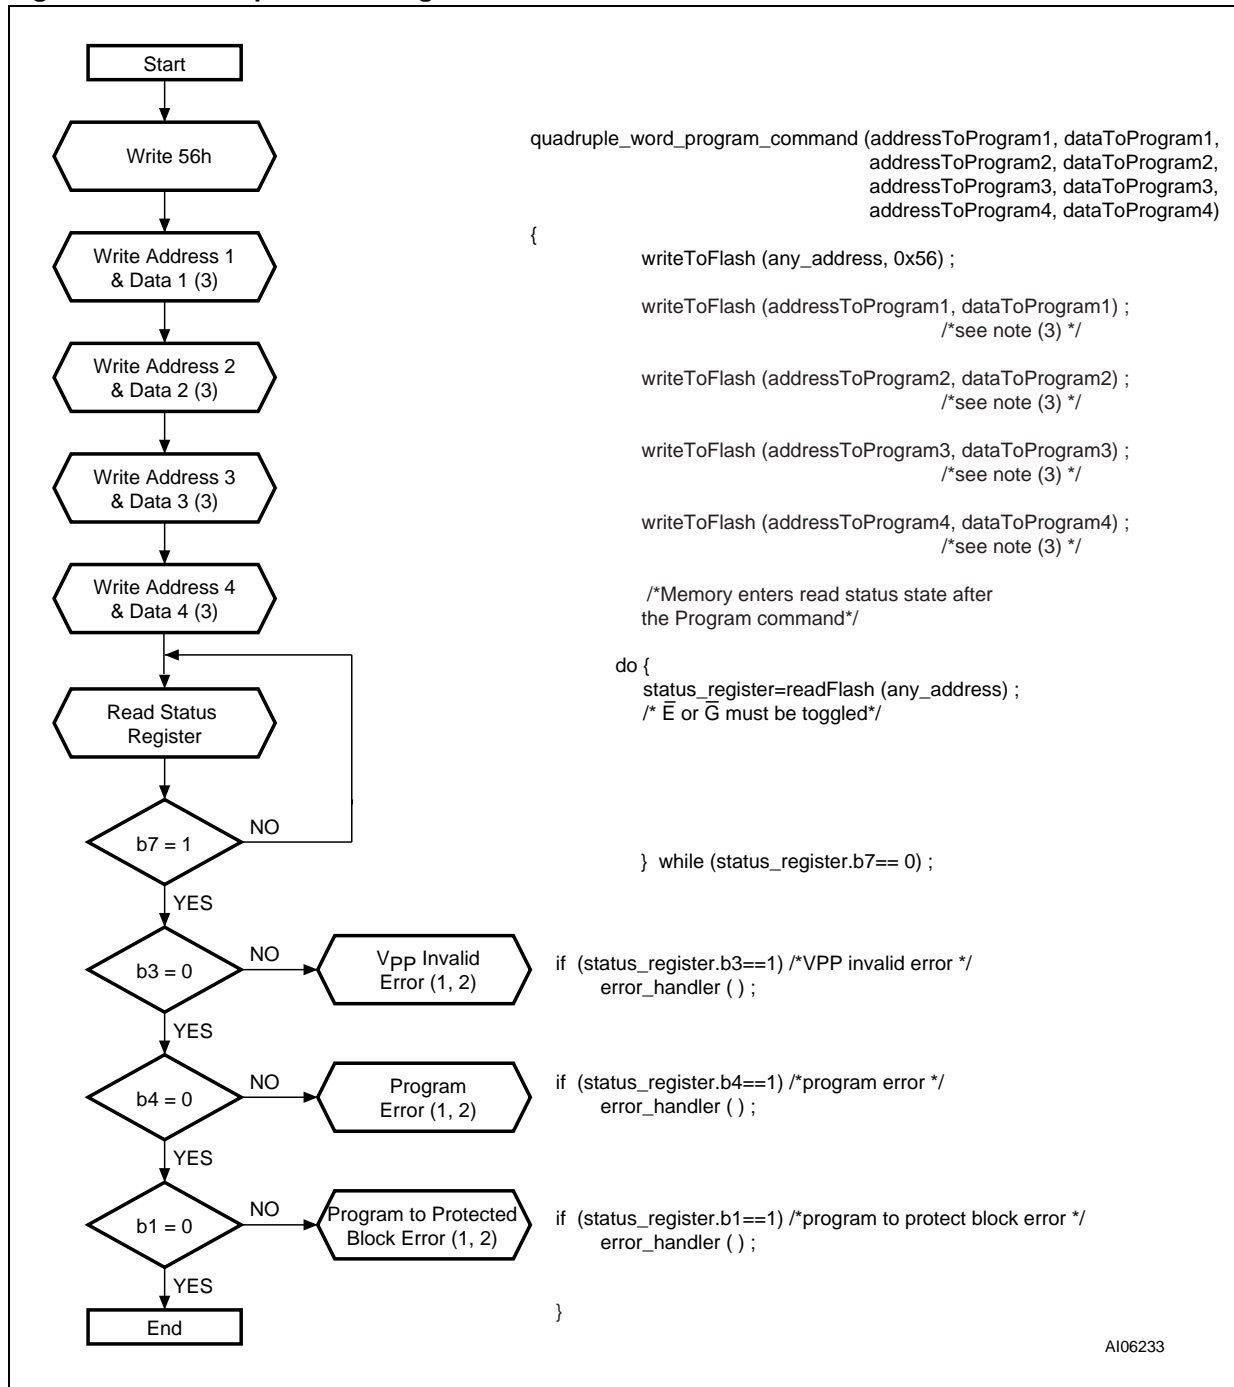 Start
Write 56h
Write Address 1
& Data 1 (3)
Write Address 2
& Data 2 (3)
Write Address 3
& Data 3 (3)
Write Address 4
& Data 4 (3)
Read Status
Register
b7 = 1
NO
YES
b3 = 0
NO
VPP Invalid
Error (1, 2)
YES
b4 = 0
NO
Program
Error (1, 2)
YES
b1 = 0
NO
Program to Protected
Block Error (1, 2)
YES
End
quadruple_word_program_command (addressToProgram1, dataToProgram1,
addressToProgram2, dataToProgram2,
addressToProgram3, dataToProgram3,
addressToProgram4, dataToProgram4)
{
writeToFlash (any_address, 0x56) ;
writeToFlash (addressToProgram1, dataToProgram1) ;
/*see note (3) */
writeToFlash (addressToProgram2, dataToProgram2) ;
/*see note (3) */
writeToFlash (addressToProgram3, dataToProgram3) ;
/*see note (3) */
writeToFlash (addressToProgram4, dataToProgram4) ;
/*see note (3) */
/*Memory enters read status state after
the Program command*/
do {
status_register=readFlash (any_address) ;
/* E̅ or G̅ must be toggled*/
} while (status_register.b7== 0) ;
if (status_register.b3==1) /*VPP invalid error */
error_handler ( ) ;
if (status_register.b4==1) /*program error */
error_handler ( ) ;
if (status_register.b1==1) /*program to protect block error */
error_handler ( ) ;
}
AI06233